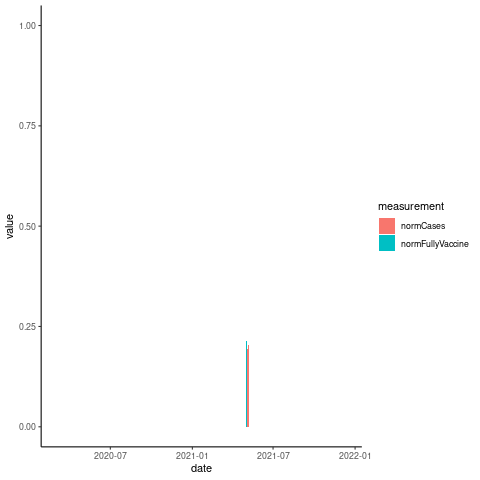 1.00
0.75
0.50
0.25
0.00
value
2020-07 2021-01 2021-07 2022-01
date
measurement
normCases
normFullyVaccine